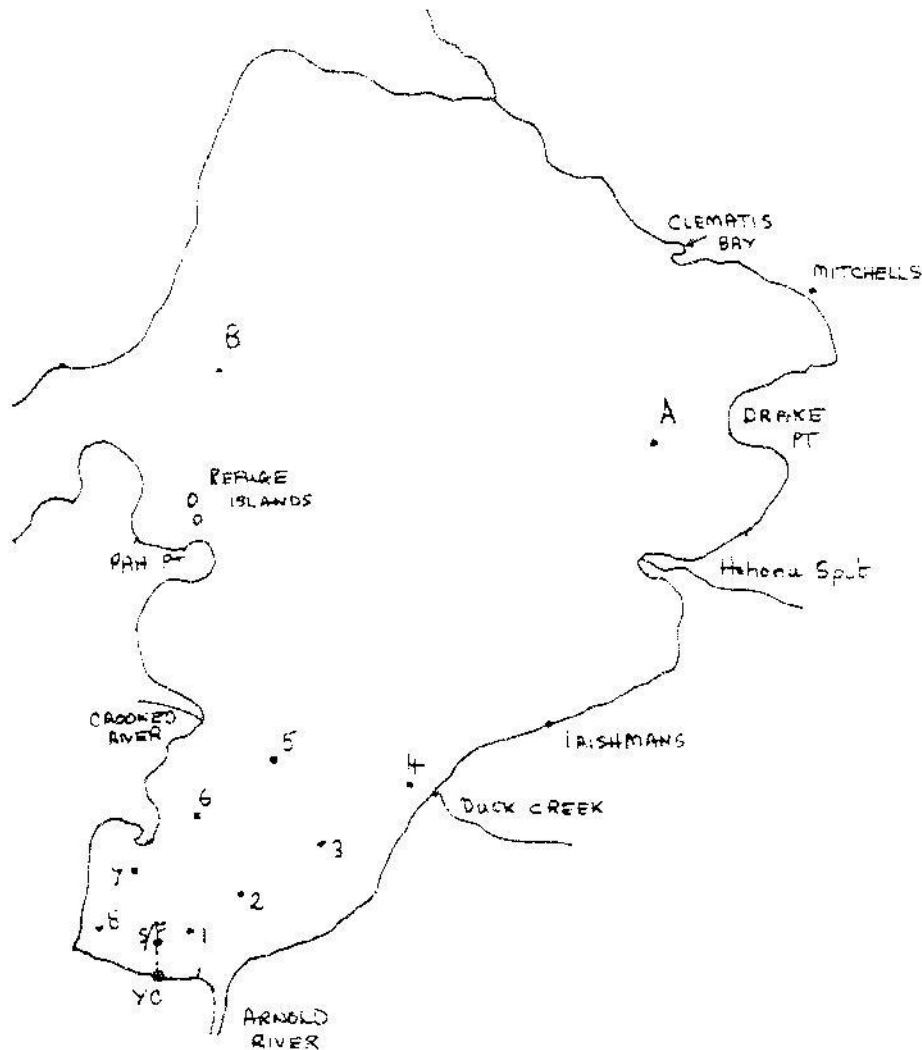 CLEMATIS
BAY
MITCHELLS
B
A
DRAKE
PT
REFUGE
ISLANDS
PAH PT
Hohonu Spit
CROOKED
RIVER
IRISHMANS
5
4
DUCK CREEK
6
3
7
2
8
S/F
1
YC
ARNOLD
RIVER